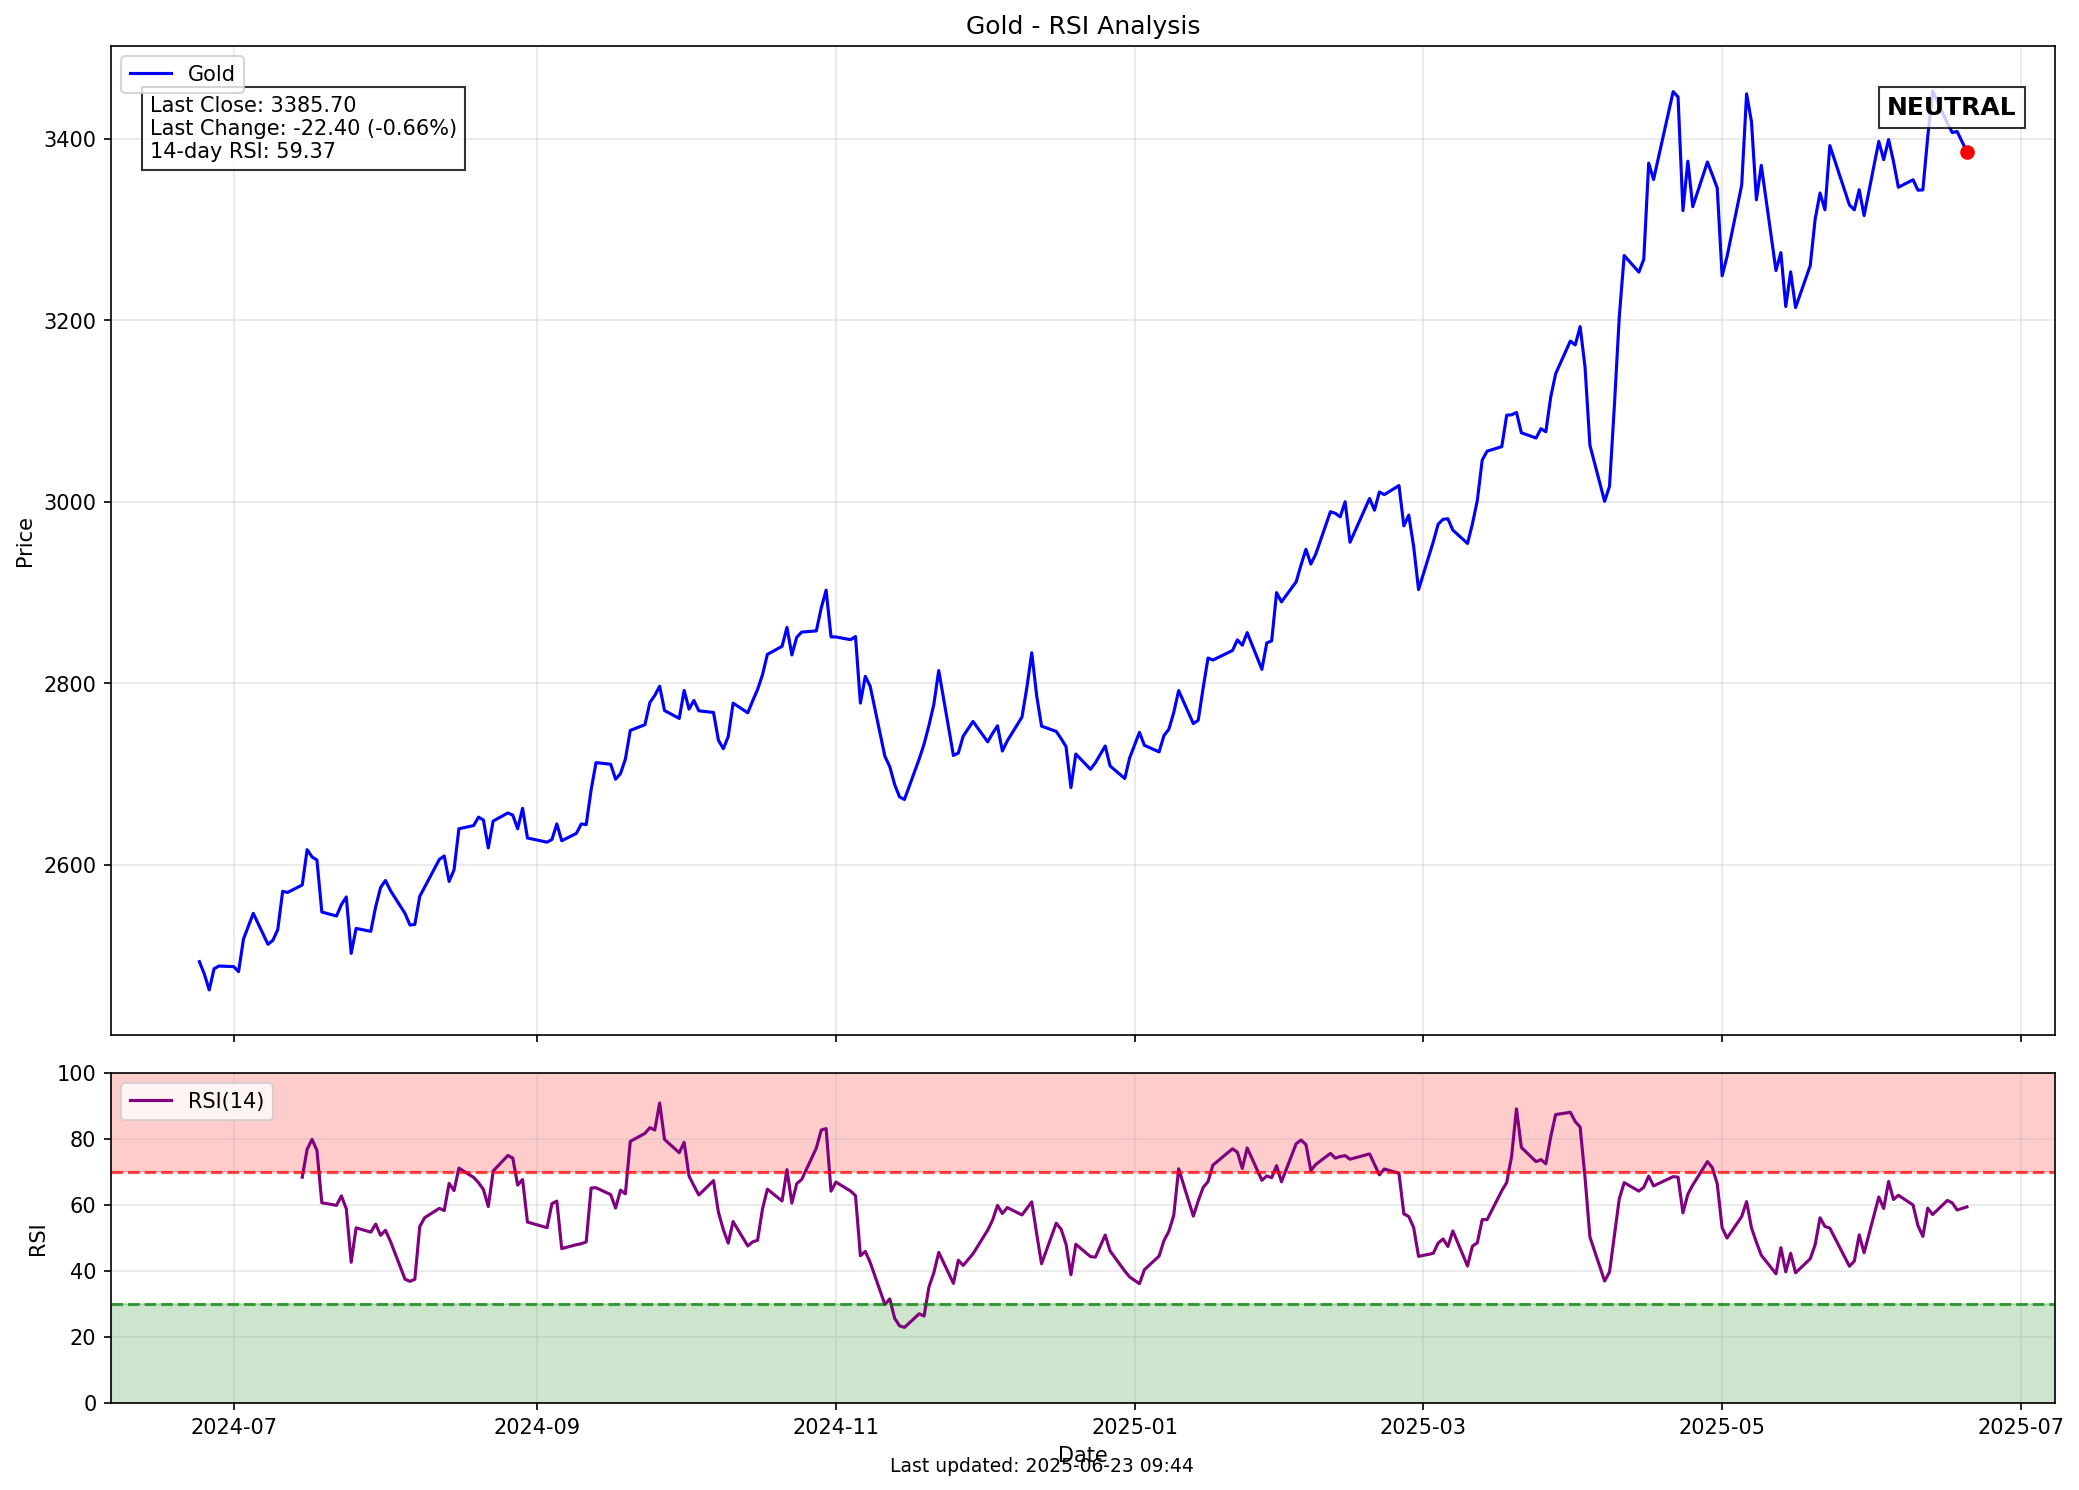 Gold - RSI Analysis
Gold
Last Close: 3385.70
Last Change: -22.40 (-0.66%)
14-day RSI: 59.37
NEUTRAL
3400
3200
3000
2800
2600
Price
RSI(14)
100
80
60
40
20
0
RSI
2024-07
2024-09
2024-11
2025-01
2025-03
2025-05
2025-07
Date
Last updated: 2025-06-23 09:44